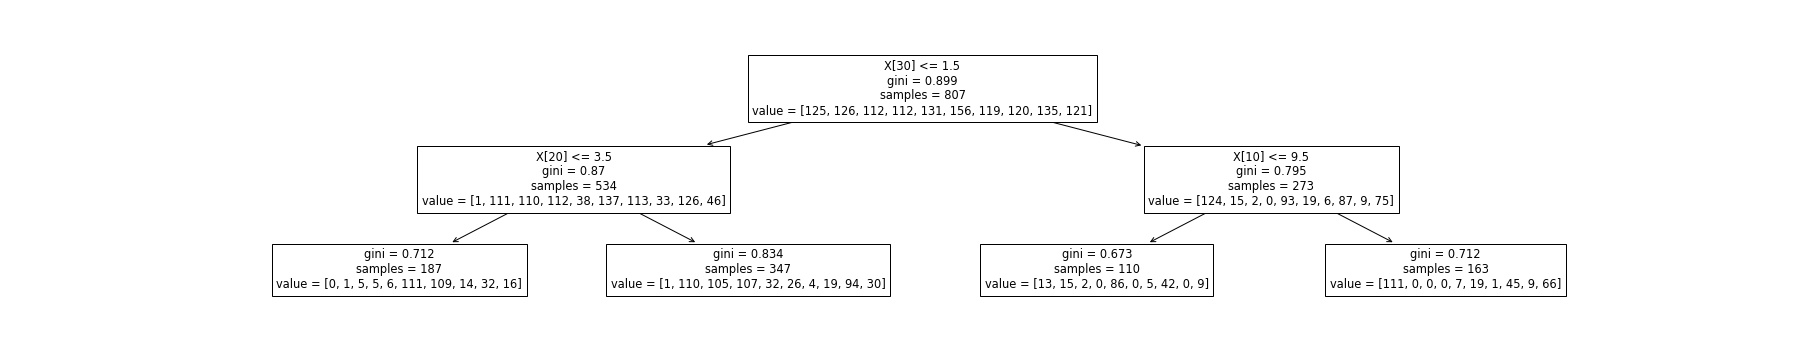 X[30] <= 1.5
gini = 0.899
samples = 807
value = [125, 126, 112, 112, 131, 156, 119, 120, 135, 121]
X[20] <= 3.5
gini = 0.87
samples = 534
value = [1, 111, 110, 112, 38, 137, 113, 33, 126, 46]
X[10] <= 9.5
gini = 0.795
samples = 273
value = [124, 15, 2, 0, 93, 19, 6, 87, 9, 75]
gini = 0.712
samples = 187
value = [0, 1, 5, 5, 6, 111, 109, 14, 32, 16]
gini = 0.834
samples = 347
value = [1, 110, 105, 107, 32, 26, 4, 19, 94, 30]
gini = 0.673
samples = 110
value = [13, 15, 2, 0, 86, 0, 5, 42, 0, 9]
gini = 0.712
samples = 163
value = [111, 0, 0, 0, 7, 19, 1, 45, 9, 66]